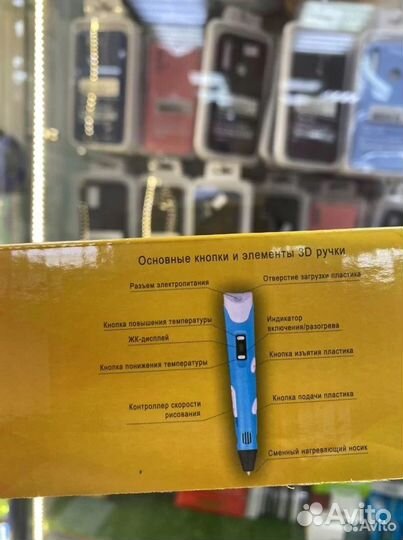 Основные кнопки и элементы 3D ручки
Разъем электропитания
Отверстие загрузки пластика
Кнопка повышения температуры
Индикатор
включения/разогрева
ЖК-дисплей
Кнопка понижения температуры
Кнопка изъятия пластика
Контроллер скорости
рисования
Кнопка подачи пластика
Сменный нагревающий носик
Avito
Avito